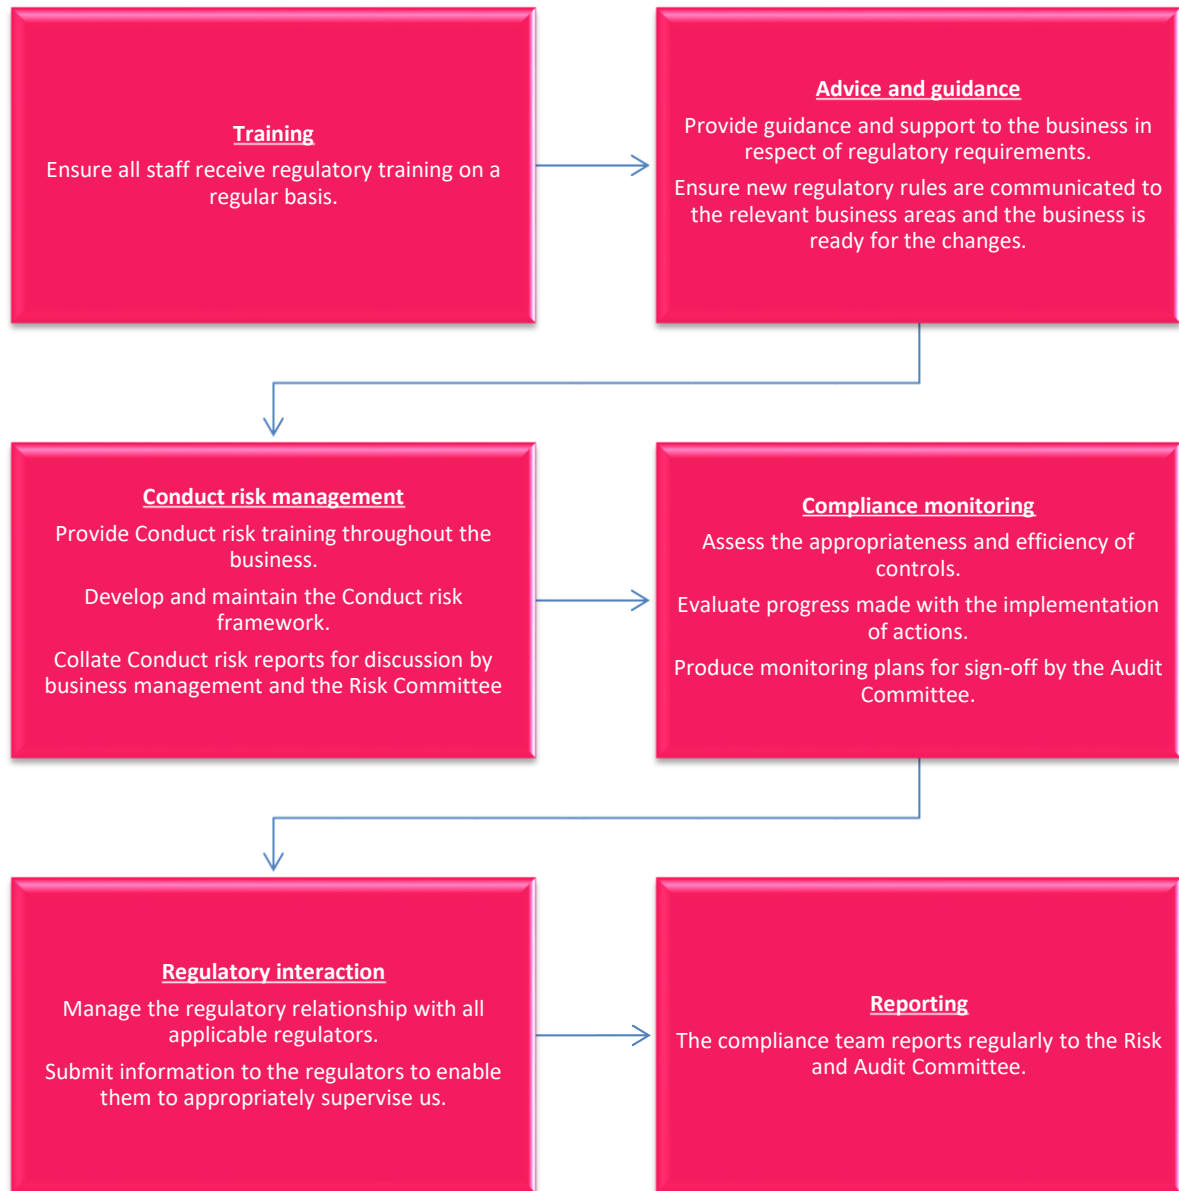 Training
Ensure all staff receive regulatory training on a
regular basis.
Advice and guidance
Provide guidance and support to the business in
respect of regulatory requirements.
Ensure new regulatory rules are communicated to
the relevant business areas and the business is
ready for the changes.
Conduct risk management
Provide Conduct risk training throughout the
business.
Develop and maintain the Conduct risk
framework.
Collate Conduct risk reports for discussion by
business management and the Risk Committee
Compliance monitoring
Assess the appropriateness and efficiency of
controls.
Evaluate progress made with the implementation
of actions.
Produce monitoring plans for sign-off by the Audit
Committee.
Regulatory interaction
Manage the regulatory relationship with all
applicable regulators.
Submit information to the regulators to enable
them to appropriately supervise us.
Reporting
The compliance team reports regularly to the Risk
and Audit Committee.